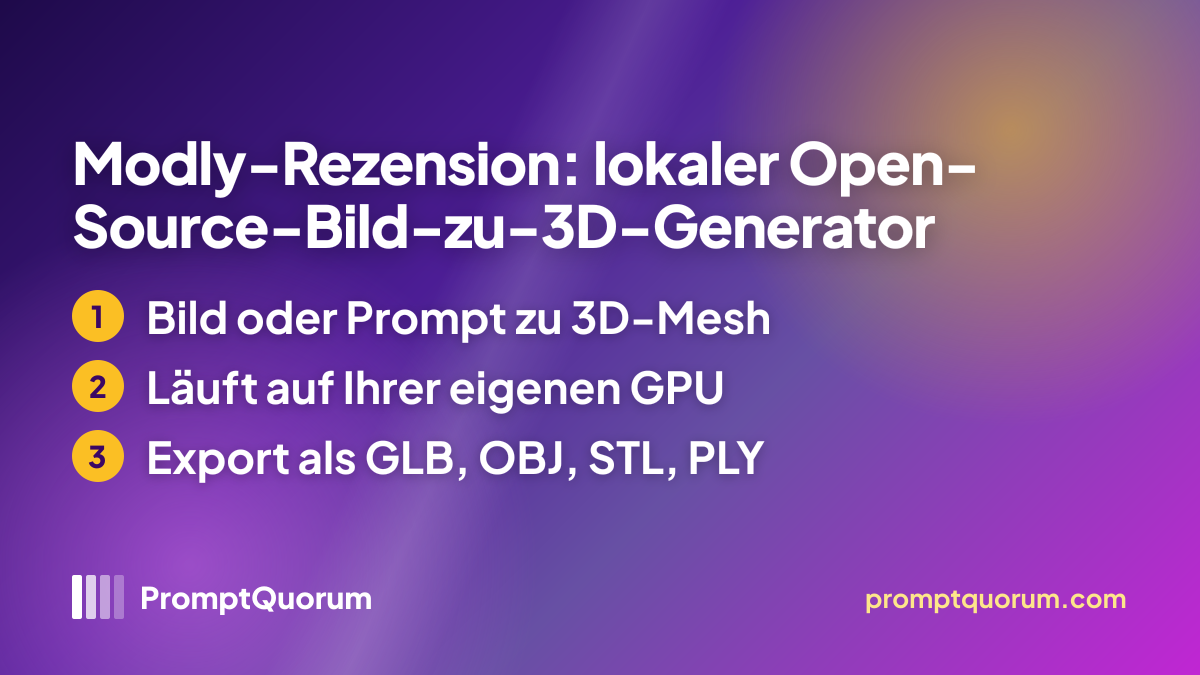 Modly-Rezension: lokaler Open-
Source-Bild-zu-3D-Generator
1 Bild oder Prompt zu 3D-Mesh
2 Läuft auf Ihrer eigenen GPU
3 Export als GLB, OBJ, STL, PLY
PromptQuorum
promptquorum.com